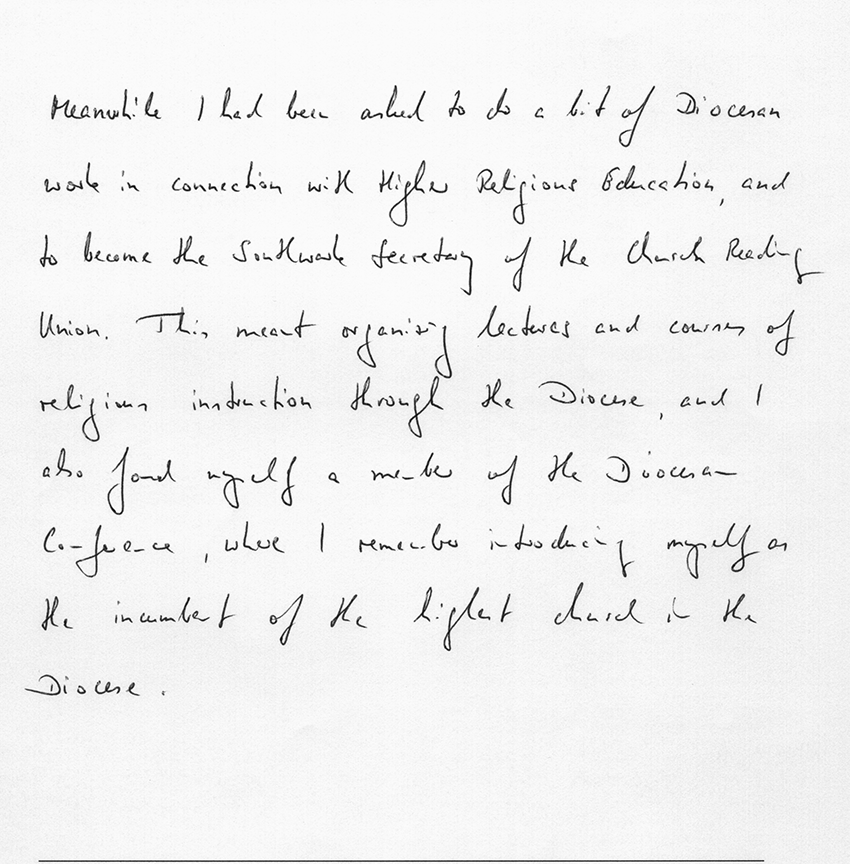 Meanwhile I had been asked to do a bit of Diocesan
work in connection with Higher Religious Education, and
to become the Southwark Secretary of the Church Reading
Union. This meant organising lectures and courses of
religious instruction through the Diocese, and I
also found myself a member of the Diocesan
Conference, where I remember introducing myself as
the incumbent of the highest church in the
Diocese.